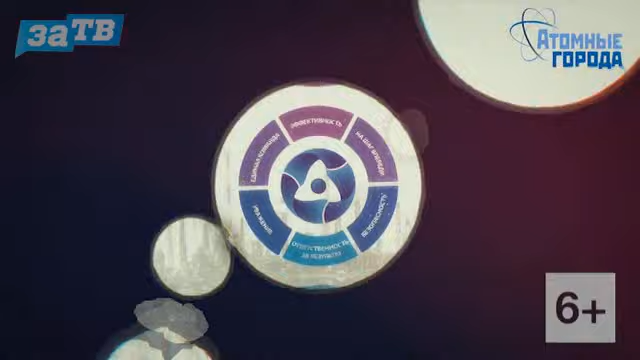 заТВ
Атомные
города
ЭФФЕКТИВНОСТЬ
ЕДИНАЯ КОМАНДА
НА ШАГ ВПЕРЕДИ
УВАЖЕНИЕ
БЕЗОПАСНОСТЬ
ОТВЕТСТВЕННОСТЬ
ЗА РЕЗУЛЬТАТ
6+